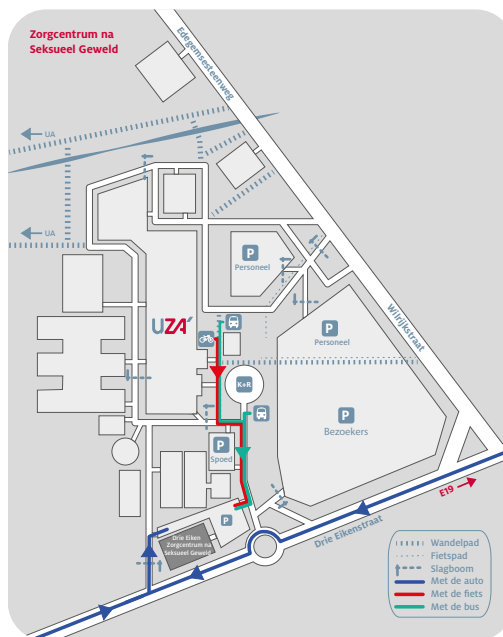 Zorgcentrum na
Seksueel Geweld
Edegemsesteenweg
UA
UA
P
Personeel
UZA'
P
Personeel
Wilrijkstraat
K+R
P
Bezoekers
P
Spoed
E19
P
Drie Eikenstraat
Drie Eiken
Zorgcentrum na
Seksueel Geweld
Wandelpad
Fietspad
Slagboom
Met de auto
Met de fiets
Met de bus